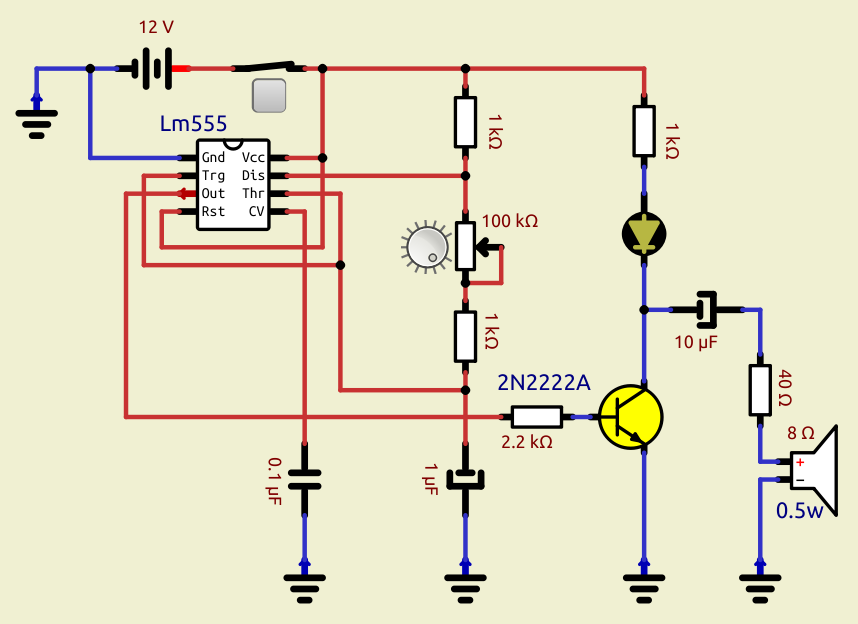 12 V
Lm555
Gnd Vcc
Trg Dis
Out Thr
Rst CV
1 kΩ
1 kΩ
100 kΩ
1 kΩ
10 µF
2N2222A
2.2 kΩ
40 Ω
8 Ω
+
−
0.5w
0.1 µF
1 µF